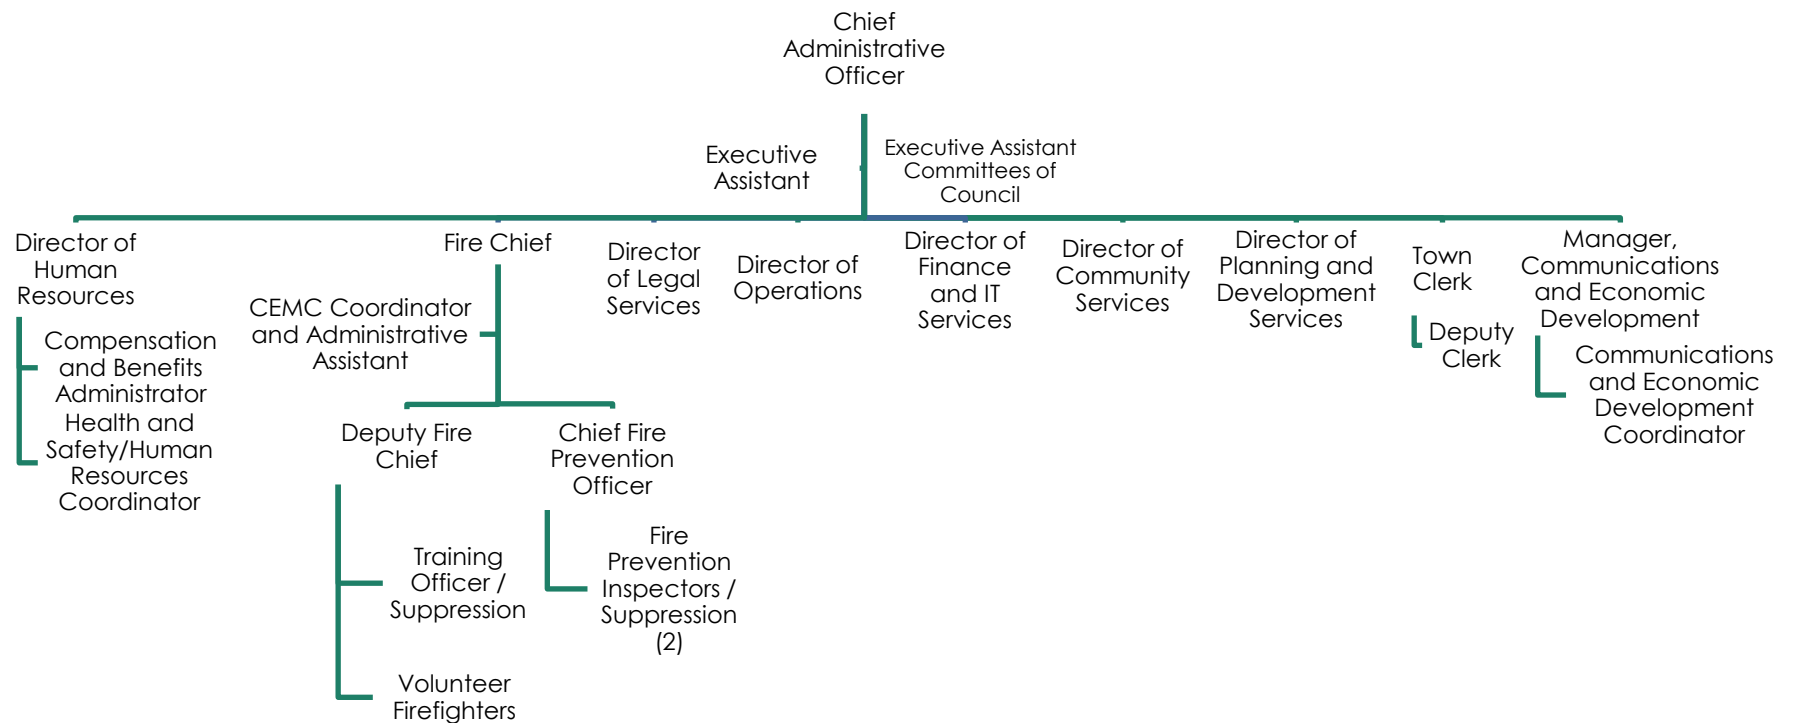 Chief
Administrative
Officer
Executive
Assistant
Executive Assistant
Committees of
Council
Director of
Human
Resources
Compensation
and Benefits
Administrator
Health and
Safety/Human
Resources
Coordinator
Fire Chief
CEMC Coordinator
and Administrative
Assistant
Deputy Fire
Chief
Training
Officer /
Suppression
Volunteer
Firefighters
Chief Fire
Prevention
Officer
Fire
Prevention
Inspectors /
Suppression
(2)
Director
of Legal
Services
Director of
Operations
Director of
Finance
and IT
Services
Director of
Community
Services
Director of
Planning and
Development
Services
Town
Clerk
Deputy
Clerk
Manager,
Communications
and Economic
Development
Communications
and Economic
Development
Coordinator